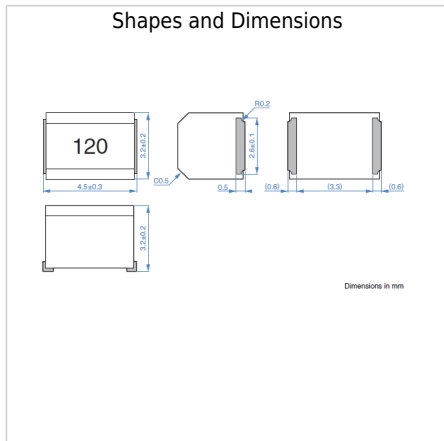 Shapes and Dimensions
R0.2
120
3.2±0.2
2.6±0.1
C0.5
4.5±0.3
0.5
(0.6)
(3.3)
(0.6)
3.2±0.2
Dimensions in mm